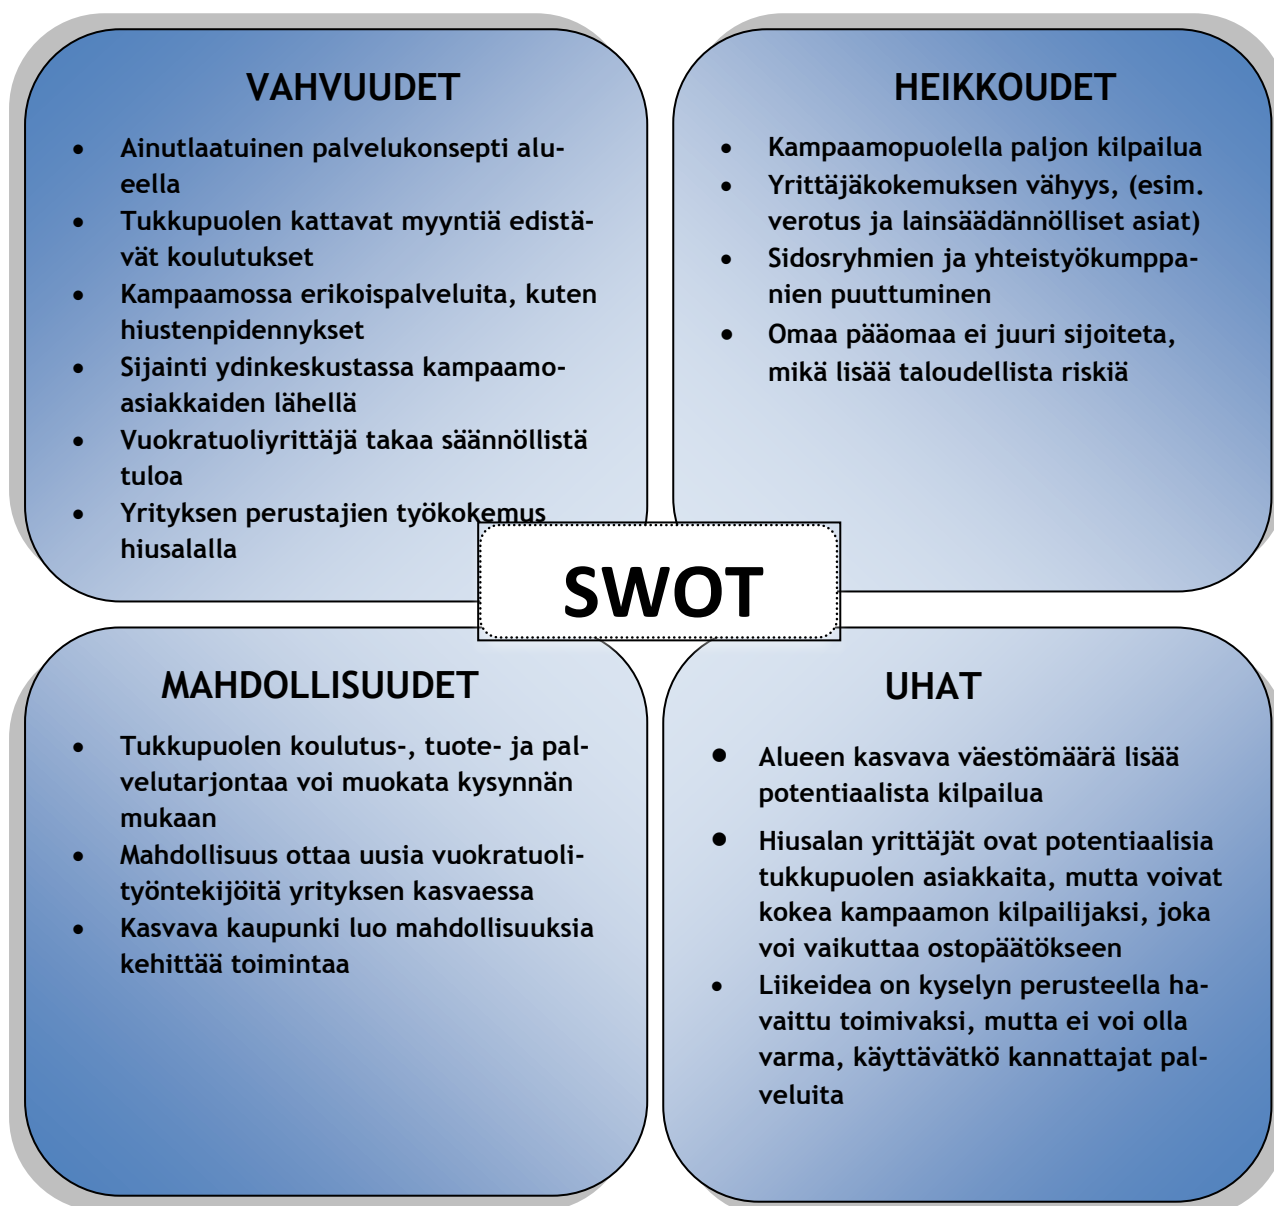 VAHVUUDET
• Ainutlaatuinen palvelukonsepti alu-
eella
• Tukkupuolen kattavat myyntiä edistä-
vät koulutukset
• Kampaamossa erikoispalveluita, kuten
hiustenpidennykset
• Sijainti ydinkeskustassa kampaamo-
asiakkaiden lähellä
• Vuokratuoliyrittäjä takaa säännöllistä
tuloa
• Yrityksen perustajien työkokemus
hiusalalla
HEIKKOUDET
• Kampaamopuolella paljon kilpailua
• Yrittäjäkokemuksen vähyys, (esim.
verotus ja lainsäädännölliset asiat)
• Sidosryhmien ja yhteistyökumppa-
nien puuttuminen
• Omaa pääomaa ei juuri sijoiteta,
mikä lisää taloudellista riskiä
SWOT
MAHDOLLISUUDET
• Tukkupuolen koulutus-, tuote- ja pal-
velutarjontaa voi muokata kysynnän
mukaan
• Mahdollisuus ottaa uusia vuokratuoli-
työntekijöitä yrityksen kasvaessa
• Kasvava kaupunki luo mahdollisuuksia
kehittää toimintaa
UHAT
• Alueen kasvava väestömäärä lisää
potentiaalista kilpailua
• Hiusalan yrittäjät ovat potentiaalisia
tukkupuolen asiakkaita, mutta voivat
kokea kampaamon kilpailijaksi, joka
voi vaikuttaa ostopäätökseen
• Liikeidea on kyselyn perusteella ha-
vaittu toimivaksi, mutta ei voi olla
varma, käyttävätkö kannattajat pal-
veluita